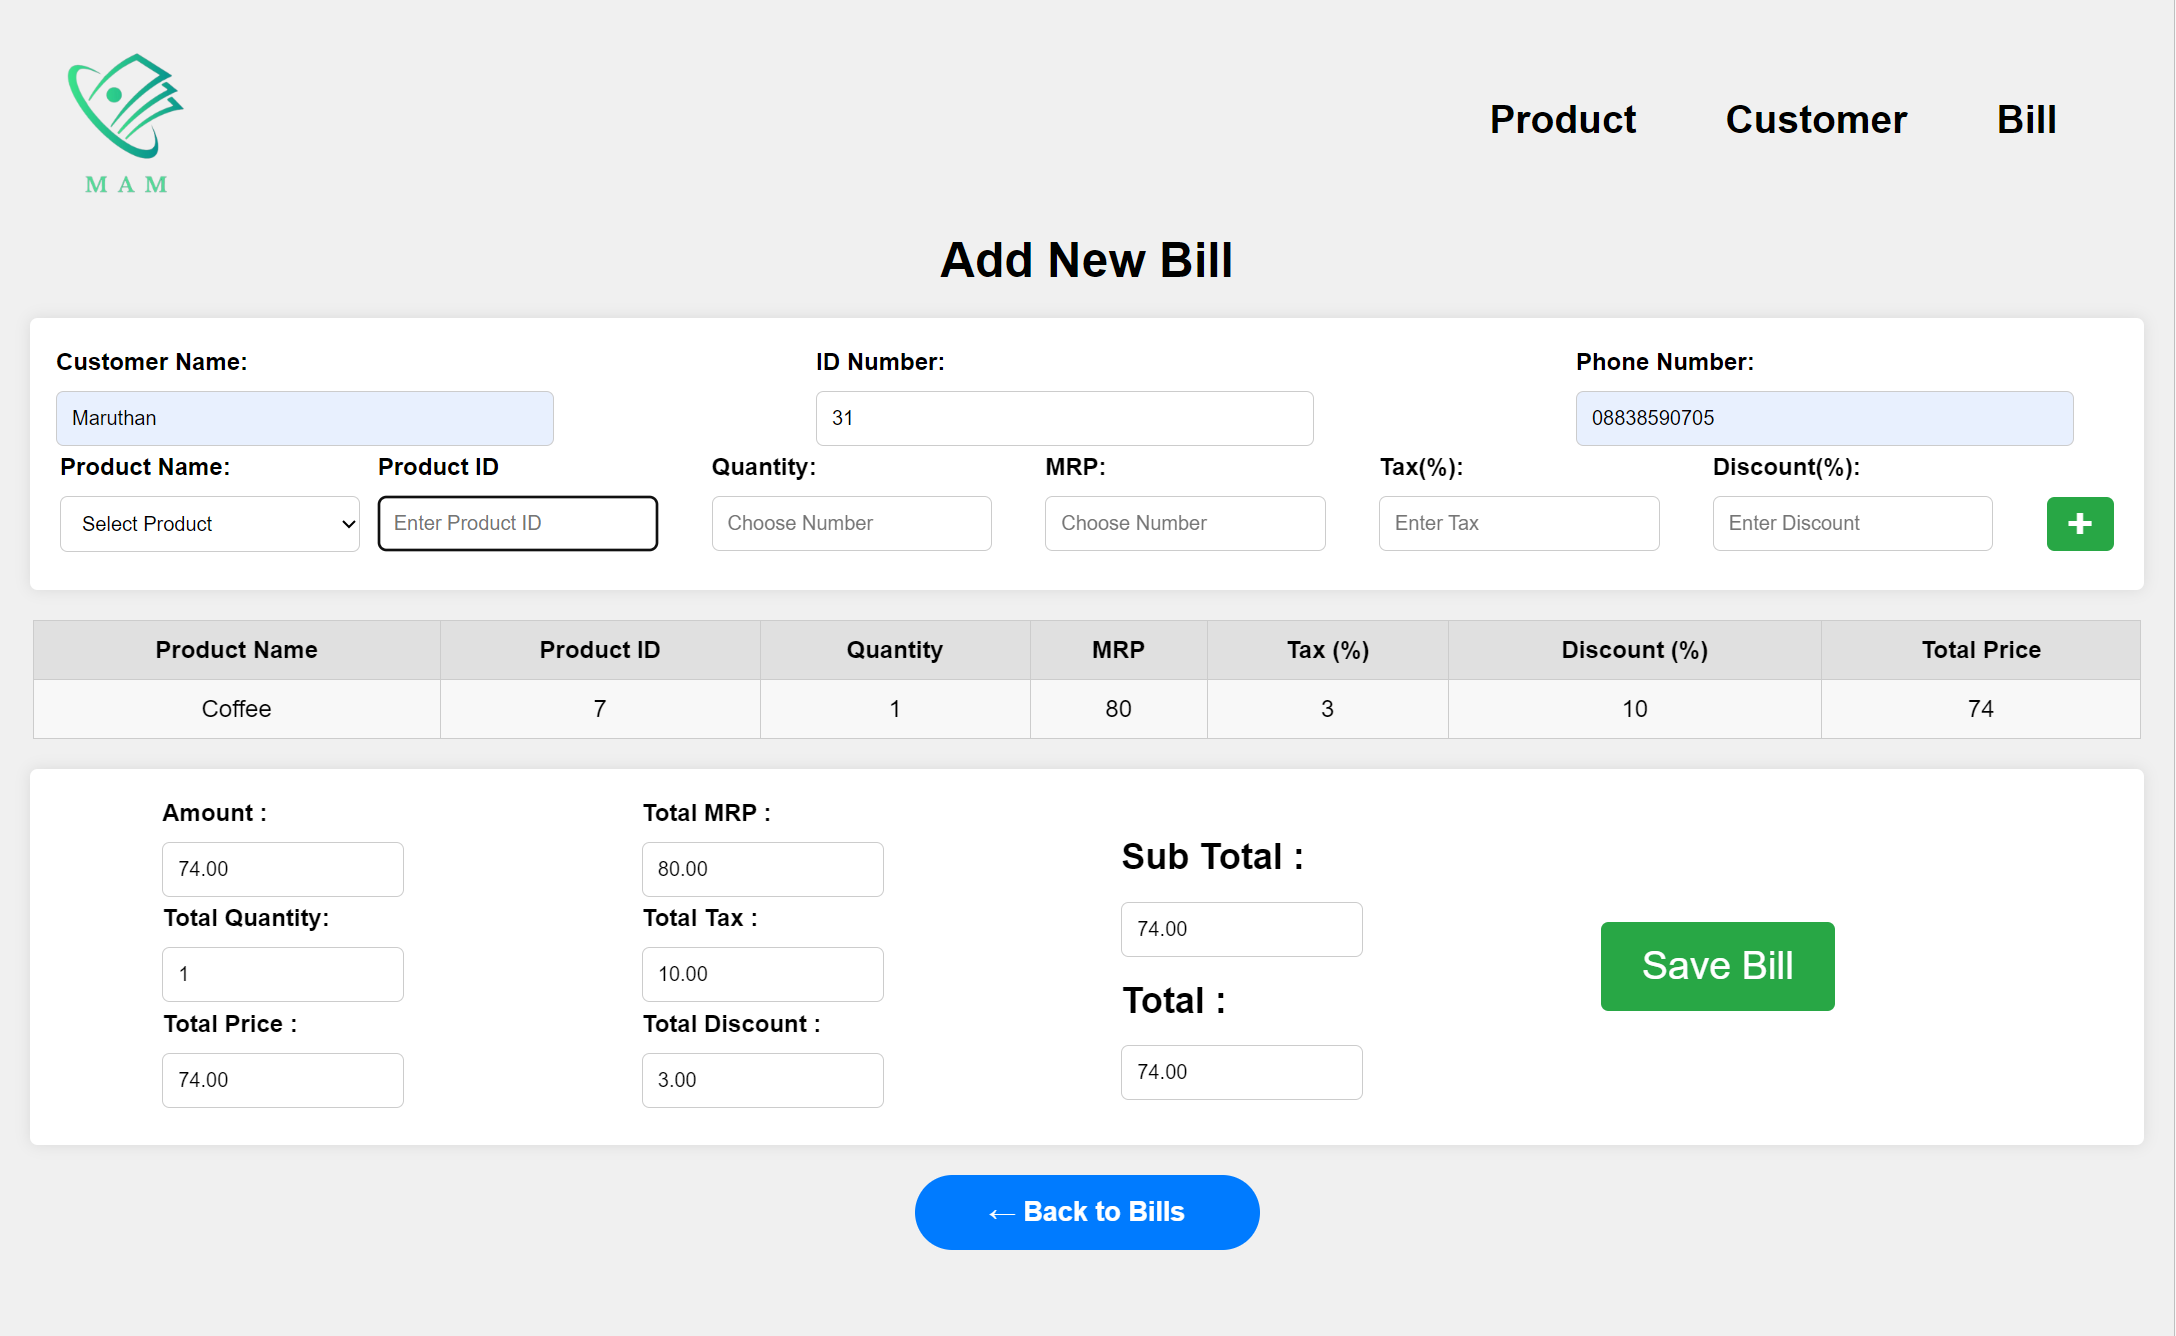 MAM
Product Customer Bill
Add New Bill
Customer Name: ID Number: Phone Number:
Maruthan 31 08838590705
Product Name: Product ID Quantity: MRP: Tax(%): Discount(%):
Select Product Enter Product ID Choose Number Choose Number Enter Tax Enter Discount +
Product Name Product ID Quantity MRP Tax (%) Discount (%) Total Price
Coffee 7 1 80 3 10 74
Amount : Total MRP :
74.00 80.00
Sub Total :
74.00
Total Quantity: Total Tax :
1 10.00
Total :
74.00
Total Price : Total Discount :
74.00 3.00
Save Bill
← Back to Bills